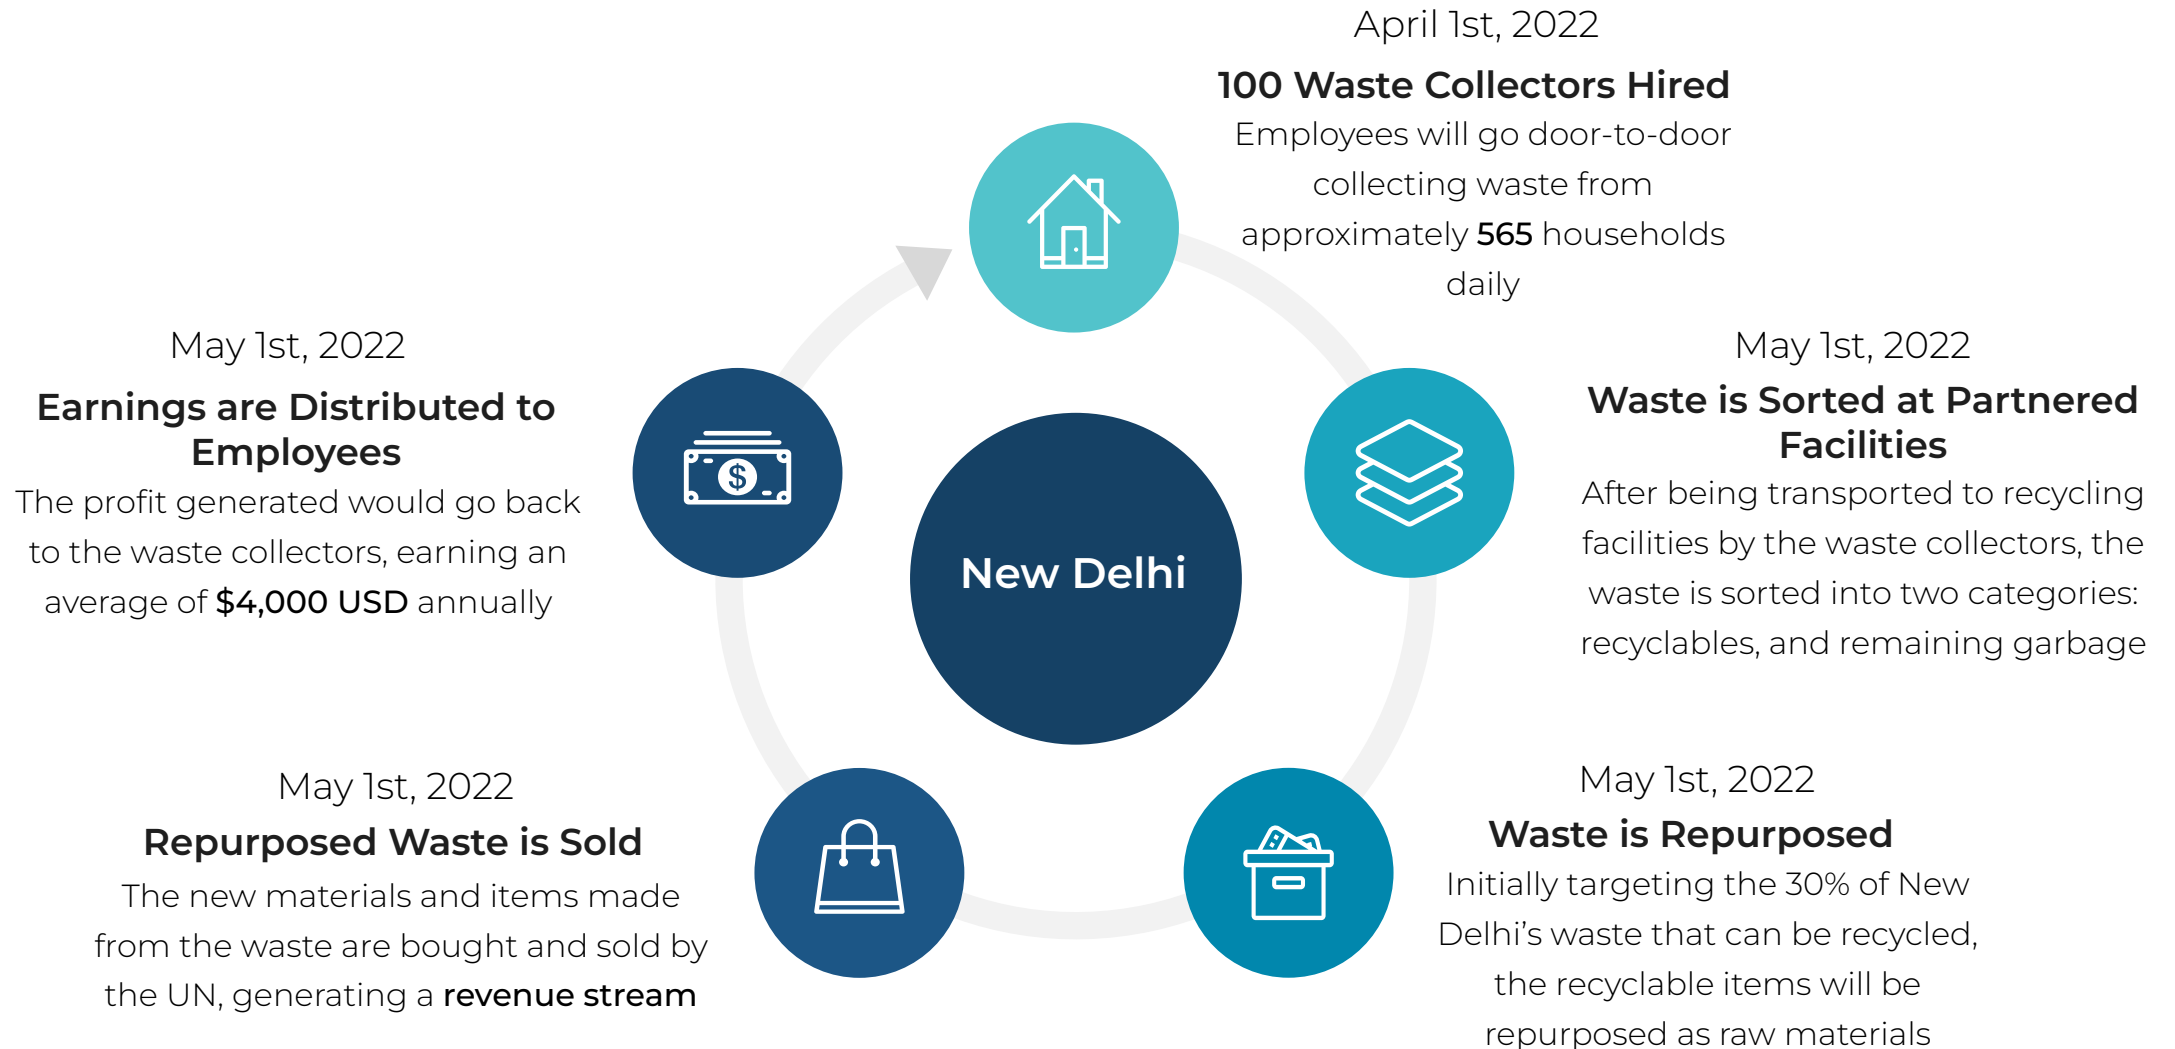 April 1st, 2022
100 Waste Collectors Hired
Employees will go door-to-door
collecting waste from
approximately 565 households
daily
May 1st, 2022
Waste is Sorted at Partnered
Facilities
After being transported to recycling
facilities by the waste collectors, the
waste is sorted into two categories:
recyclables, and remaining garbage
May 1st, 2022
Waste is Repurposed
Initially targeting the 30% of New
Delhi’s waste that can be recycled,
the recyclable items will be
repurposed as raw materials
May 1st, 2022
Repurposed Waste is Sold
The new materials and items made
from the waste are bought and sold by
the UN, generating a revenue stream
May 1st, 2022
Earnings are Distributed to
Employees
The profit generated would go back
to the waste collectors, earning an
average of $4,000 USD annually
$
New Delhi